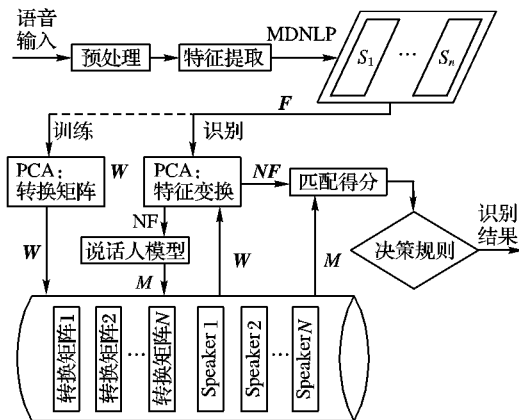 语音
输入
预处理
特征提取
MDNLP
S1 … Sn
F
训练
识别
PCA：
转换矩阵
W
PCA：
特征变换
NF
匹配得分
NF
W
说话人模型
W
M
M
决策规则
识别
结果
转换矩阵1
转换矩阵2
…
转换矩阵N
Speaker 1
Speaker 2
…
SpeakerN